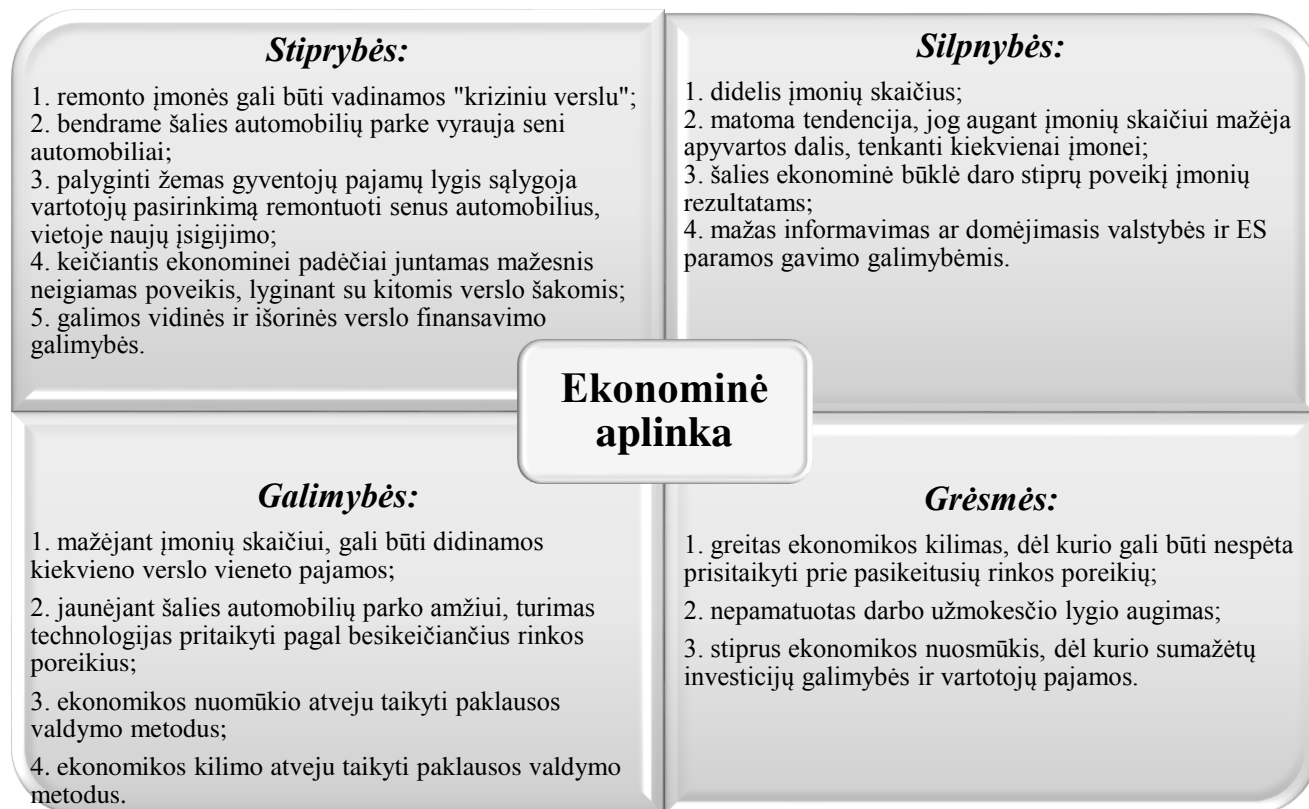 Stiprybės:
1. remonto įmonės gali būti vadinamos "kriziniu verslu";
2. bendrame šalies automobilių parke vyrauja seni
automobiliai;
3. palyginti žemas gyventojų pajamų lygis sąlygoja
vartotojų pasirinkimą remontuoti senus automobilius,
vietoje naujų įsigijimo;
4. keičiantis ekonominei padėčiai juntamas mažesnis
neigiamas poveikis, lyginant su kitomis verslo šakomis;
5. galimos vidinės ir išorinės verslo finansavimo
galimybės.
Silpnybės:
1. didelis įmonių skaičius;
2. matoma tendencija, jog augant įmonių skaičiui mažėja
apyvartos dalis, tenkanti kiekvienai įmonei;
3. šalies ekonominė būklė daro stiprų poveikį įmonių
rezultatams;
4. mažas informavimas ar domėjimasis valstybės ir ES
paramos gavimo galimybėmis.
Ekonominė
aplinka
Galimybės:
1. mažėjant įmonių skaičiui, gali būti didinamos
kiekvieno verslo vieneto pajamos;
2. jaunėjant šalies automobilių parko amžiui, turimas
technologijas pritaikyti pagal besikeičiančius rinkos
poreikius;
3. ekonomikos nuomūkio atveju taikyti paklausos
valdymo metodus;
4. ekonomikos kilimo atveju taikyti paklausos valdymo
metodus.
Grėsmės:
1. greitas ekonomikos kilimas, dėl kurio gali būti nespėta
prisitaikyti prie pasikeitusių rinkos poreikių;
2. nepamatuotas darbo užmokesčio lygio augimas;
3. stiprus ekonomikos nuosmūkis, dėl kurio sumažėtų
investicijų galimybės ir vartotojų pajamos.